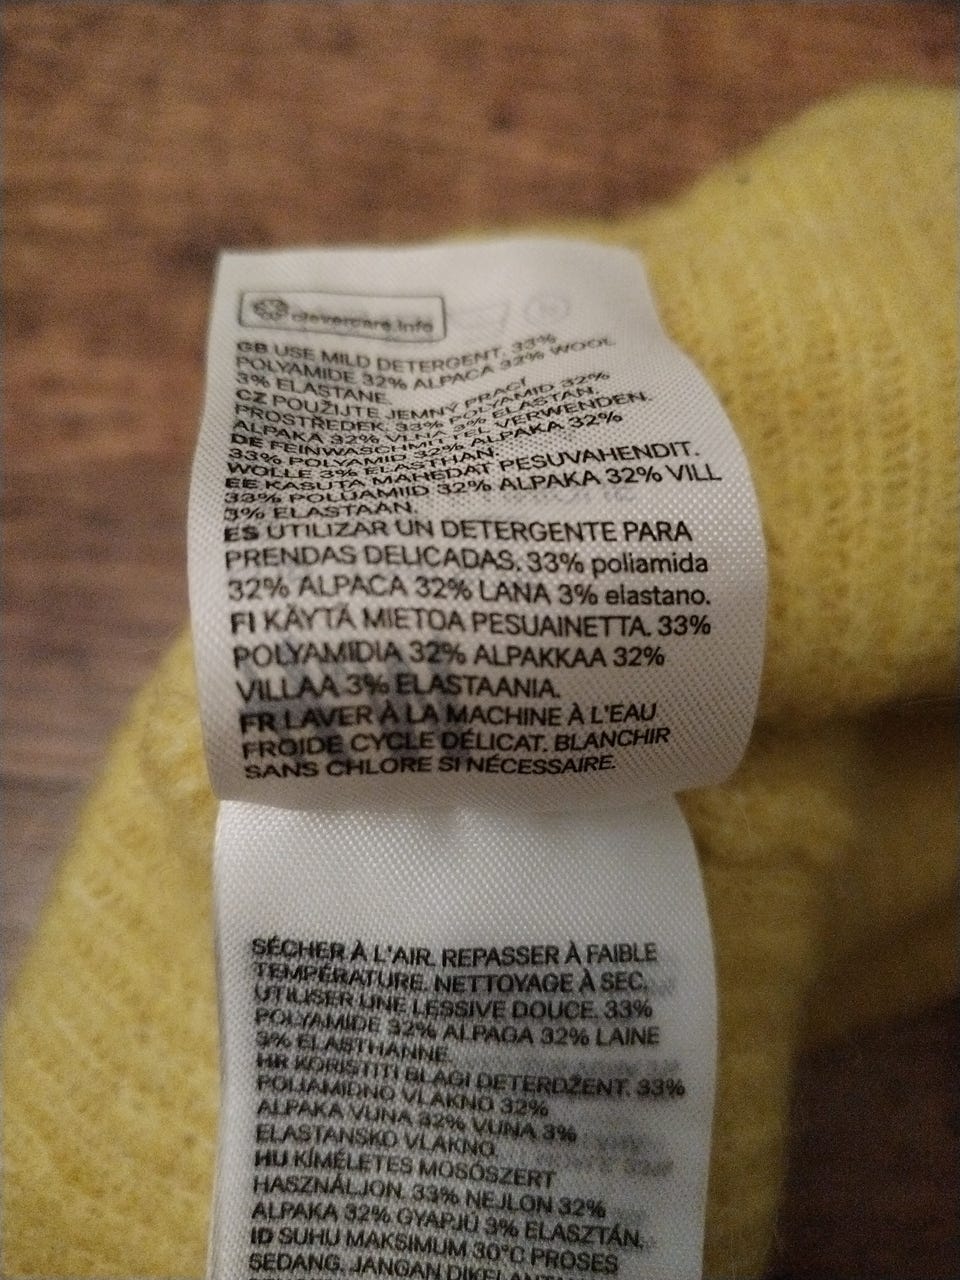 clevercare.info
GB USE MILD DETERGENT. 33%
POLYAMIDE 32% ALPACA 32% WOOL
3% ELASTANE.
CZ POUŽIJTE JEMNÝ PRACÍ
PROSTŘEDEK. 33% POLYAMID 32%
ALPAKA 32% VLNA 3% ELASTAN.
DE FEINWASCHMITTEL VERWENDEN.
33% POLYAMID 32% ALPAKA 32%
WOLLE 3% ELASTHAN.
EE KASUTA MAHEDAT PESUVAHENDIT.
33% POLÜAMIID 32% ALPAKA 32% VILL
3% ELASTAAN.
ES UTILIZAR UN DETERGENTE PARA
PRENDAS DELICADAS. 33% poliamida
32% ALPACA 32% LANA 3% elastano.
FI KÄYTÄ MIETOA PESUAINETTA. 33%
POLYAMIDIA 32% ALPAKKAA 32%
VILLAA 3% ELASTAANIA.
FR LAVER À LA MACHINE À L'EAU
FROIDE CYCLE DÉLICAT. BLANCHIR
SANS CHLORE SI NÉCESSAIRE.
SÉCHER À L'AIR. REPASSER À FAIBLE
TEMPÉRATURE. NETTOYAGE À SEC.
UTILISER UNE LESSIVE DOUCE. 33%
POLYAMIDE 32% ALPAGA 32% LAINE
3% ÉLASTHANNE.
HR KORISTITI BLAGI DETERDŽENT. 33%
POLIAMIDNO VLAKNO 32%
ALPAKA VUNA 32% VUNA 3%
ELASTANSKO VLAKNO.
HU KÍMÉLETES MOSÓSZERT
HASZNÁLJON. 33% NEJLON 32%
ALPAKA 32% GYAPJÚ 3% ELASZTÁN.
ID SUHU MAKSIMUM 30°C PROSES
SEDANG. JANGAN